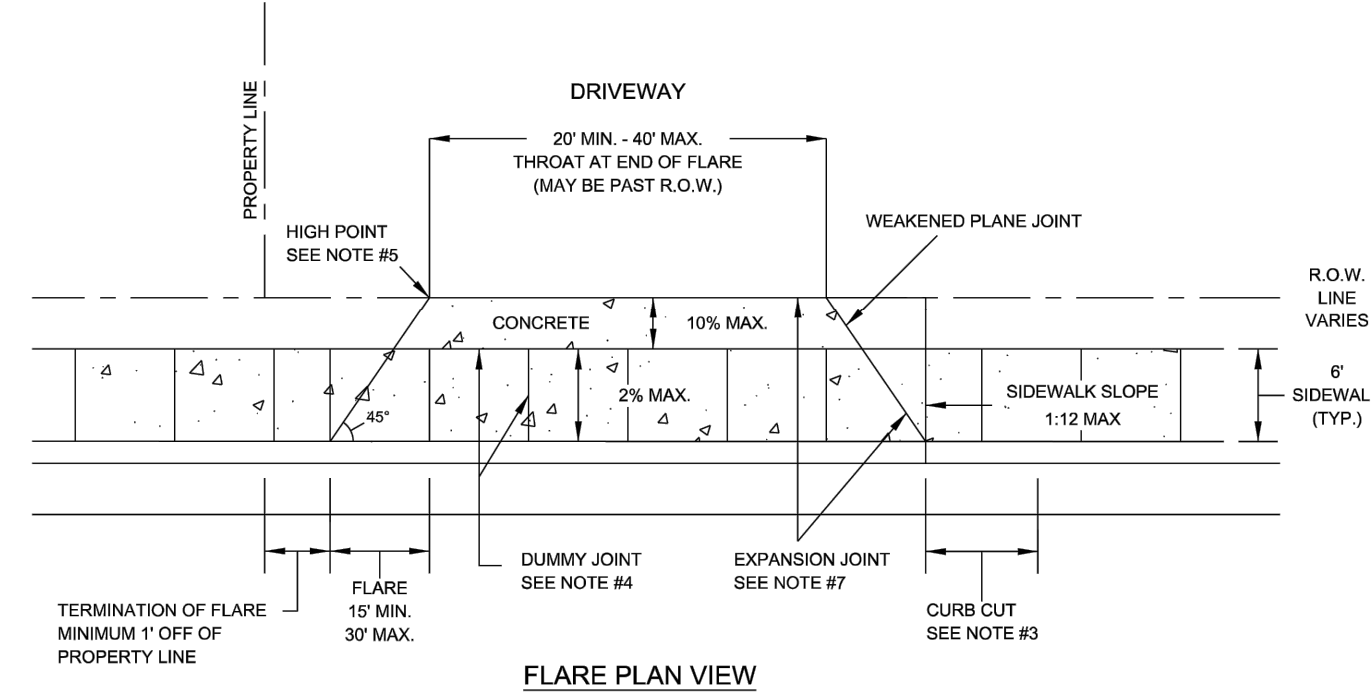 DRIVEWAY
20' MIN. - 40' MAX.
THROAT AT END OF FLARE
(MAY BE PAST R.O.W.)
PROPERTY LINE
HIGH POINT
SEE NOTE #5
WEAKENED PLANE JOINT
R.O.W.
LINE
VARIES
CONCRETE
10% MAX.
2% MAX.
45°
SIDEWALK SLOPE
1:12 MAX
6'
SIDEWAL
(TYP.)
DUMMY JOINT
SEE NOTE #4
EXPANSION JOINT
SEE NOTE #7
FLARE
15' MIN.
30' MAX.
TERMINATION OF FLARE
MINIMUM 1' OFF OF
PROPERTY LINE
CURB CUT
SEE NOTE #3
FLARE PLAN VIEW